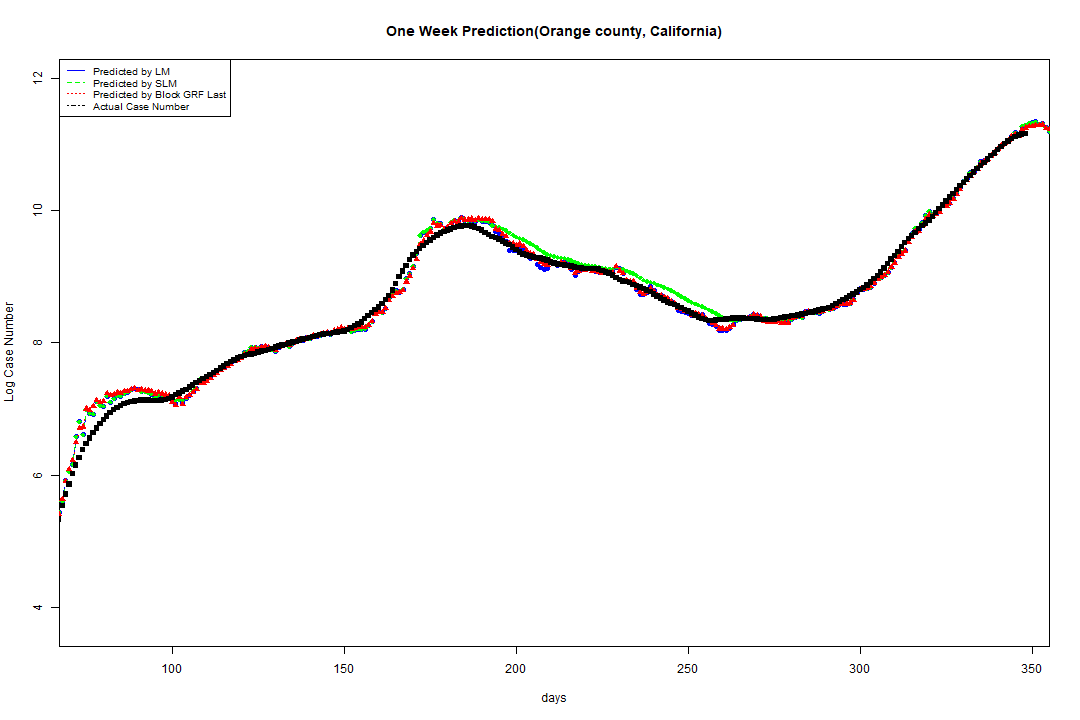 One Week Prediction(Orange county, California)
Predicted by LM
Predicted by SLM
Predicted by Block GRF Last
Actual Case Number
12
10
8
6
4
Log Case Number
100 150 200 250 300 350
days